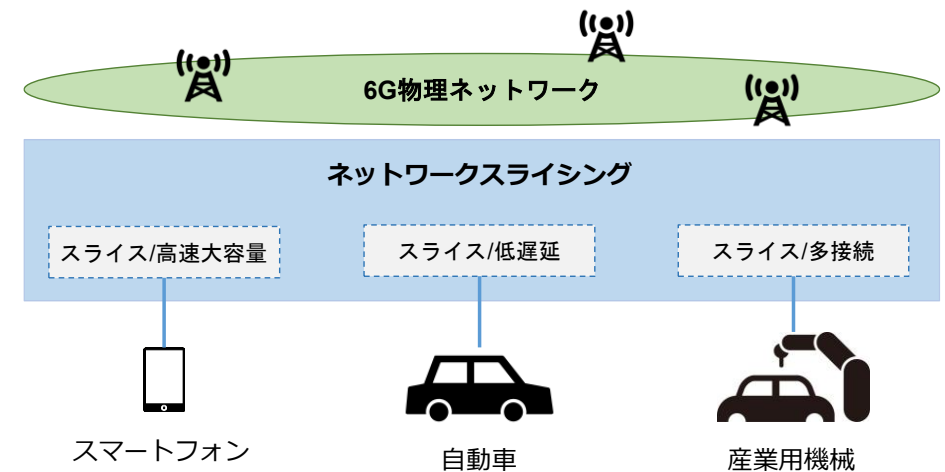 6G物理ネットワーク
ネットワークスライシング
スライス/高速大容量
スライス/低遅延
スライス/多接続
スマートフォン
自動車
産業用機械